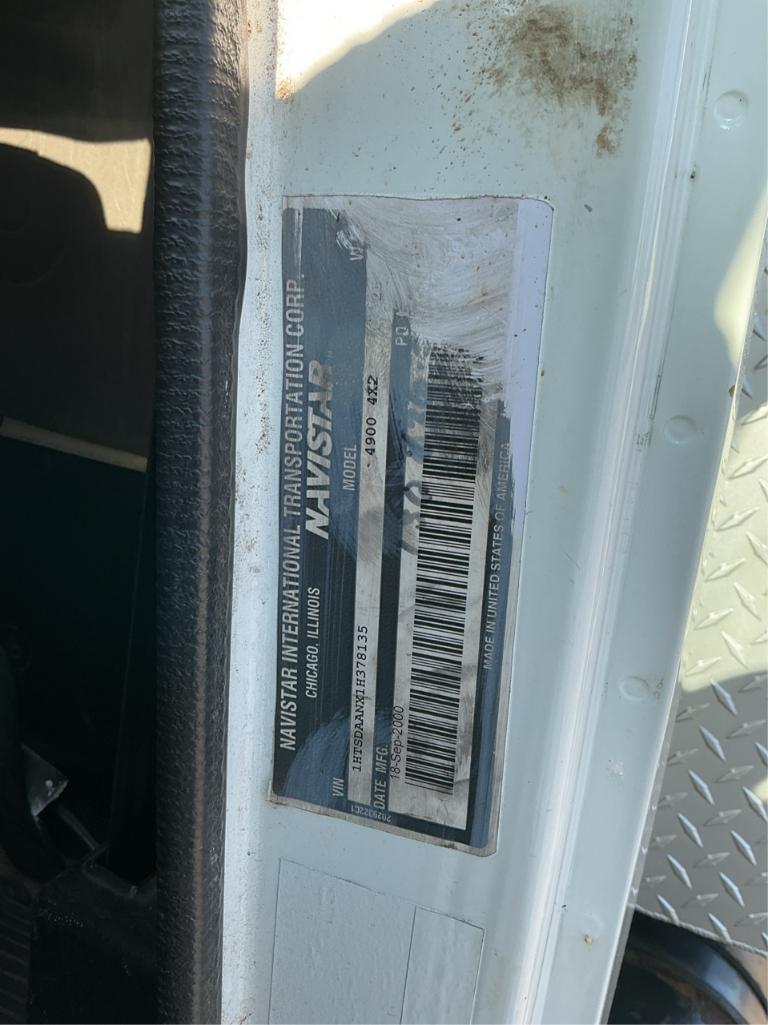 NAVISTAR INTERNATIONAL TRANSPORTATION CORP.
CHICAGO, ILLINOIS
NAVISTAR
VIN MODEL
1HTSDAANX1H378135 4900 4X2
DATE MFG.
18-Sep-2000
MADE IN UNITED STATES OF AMERICA